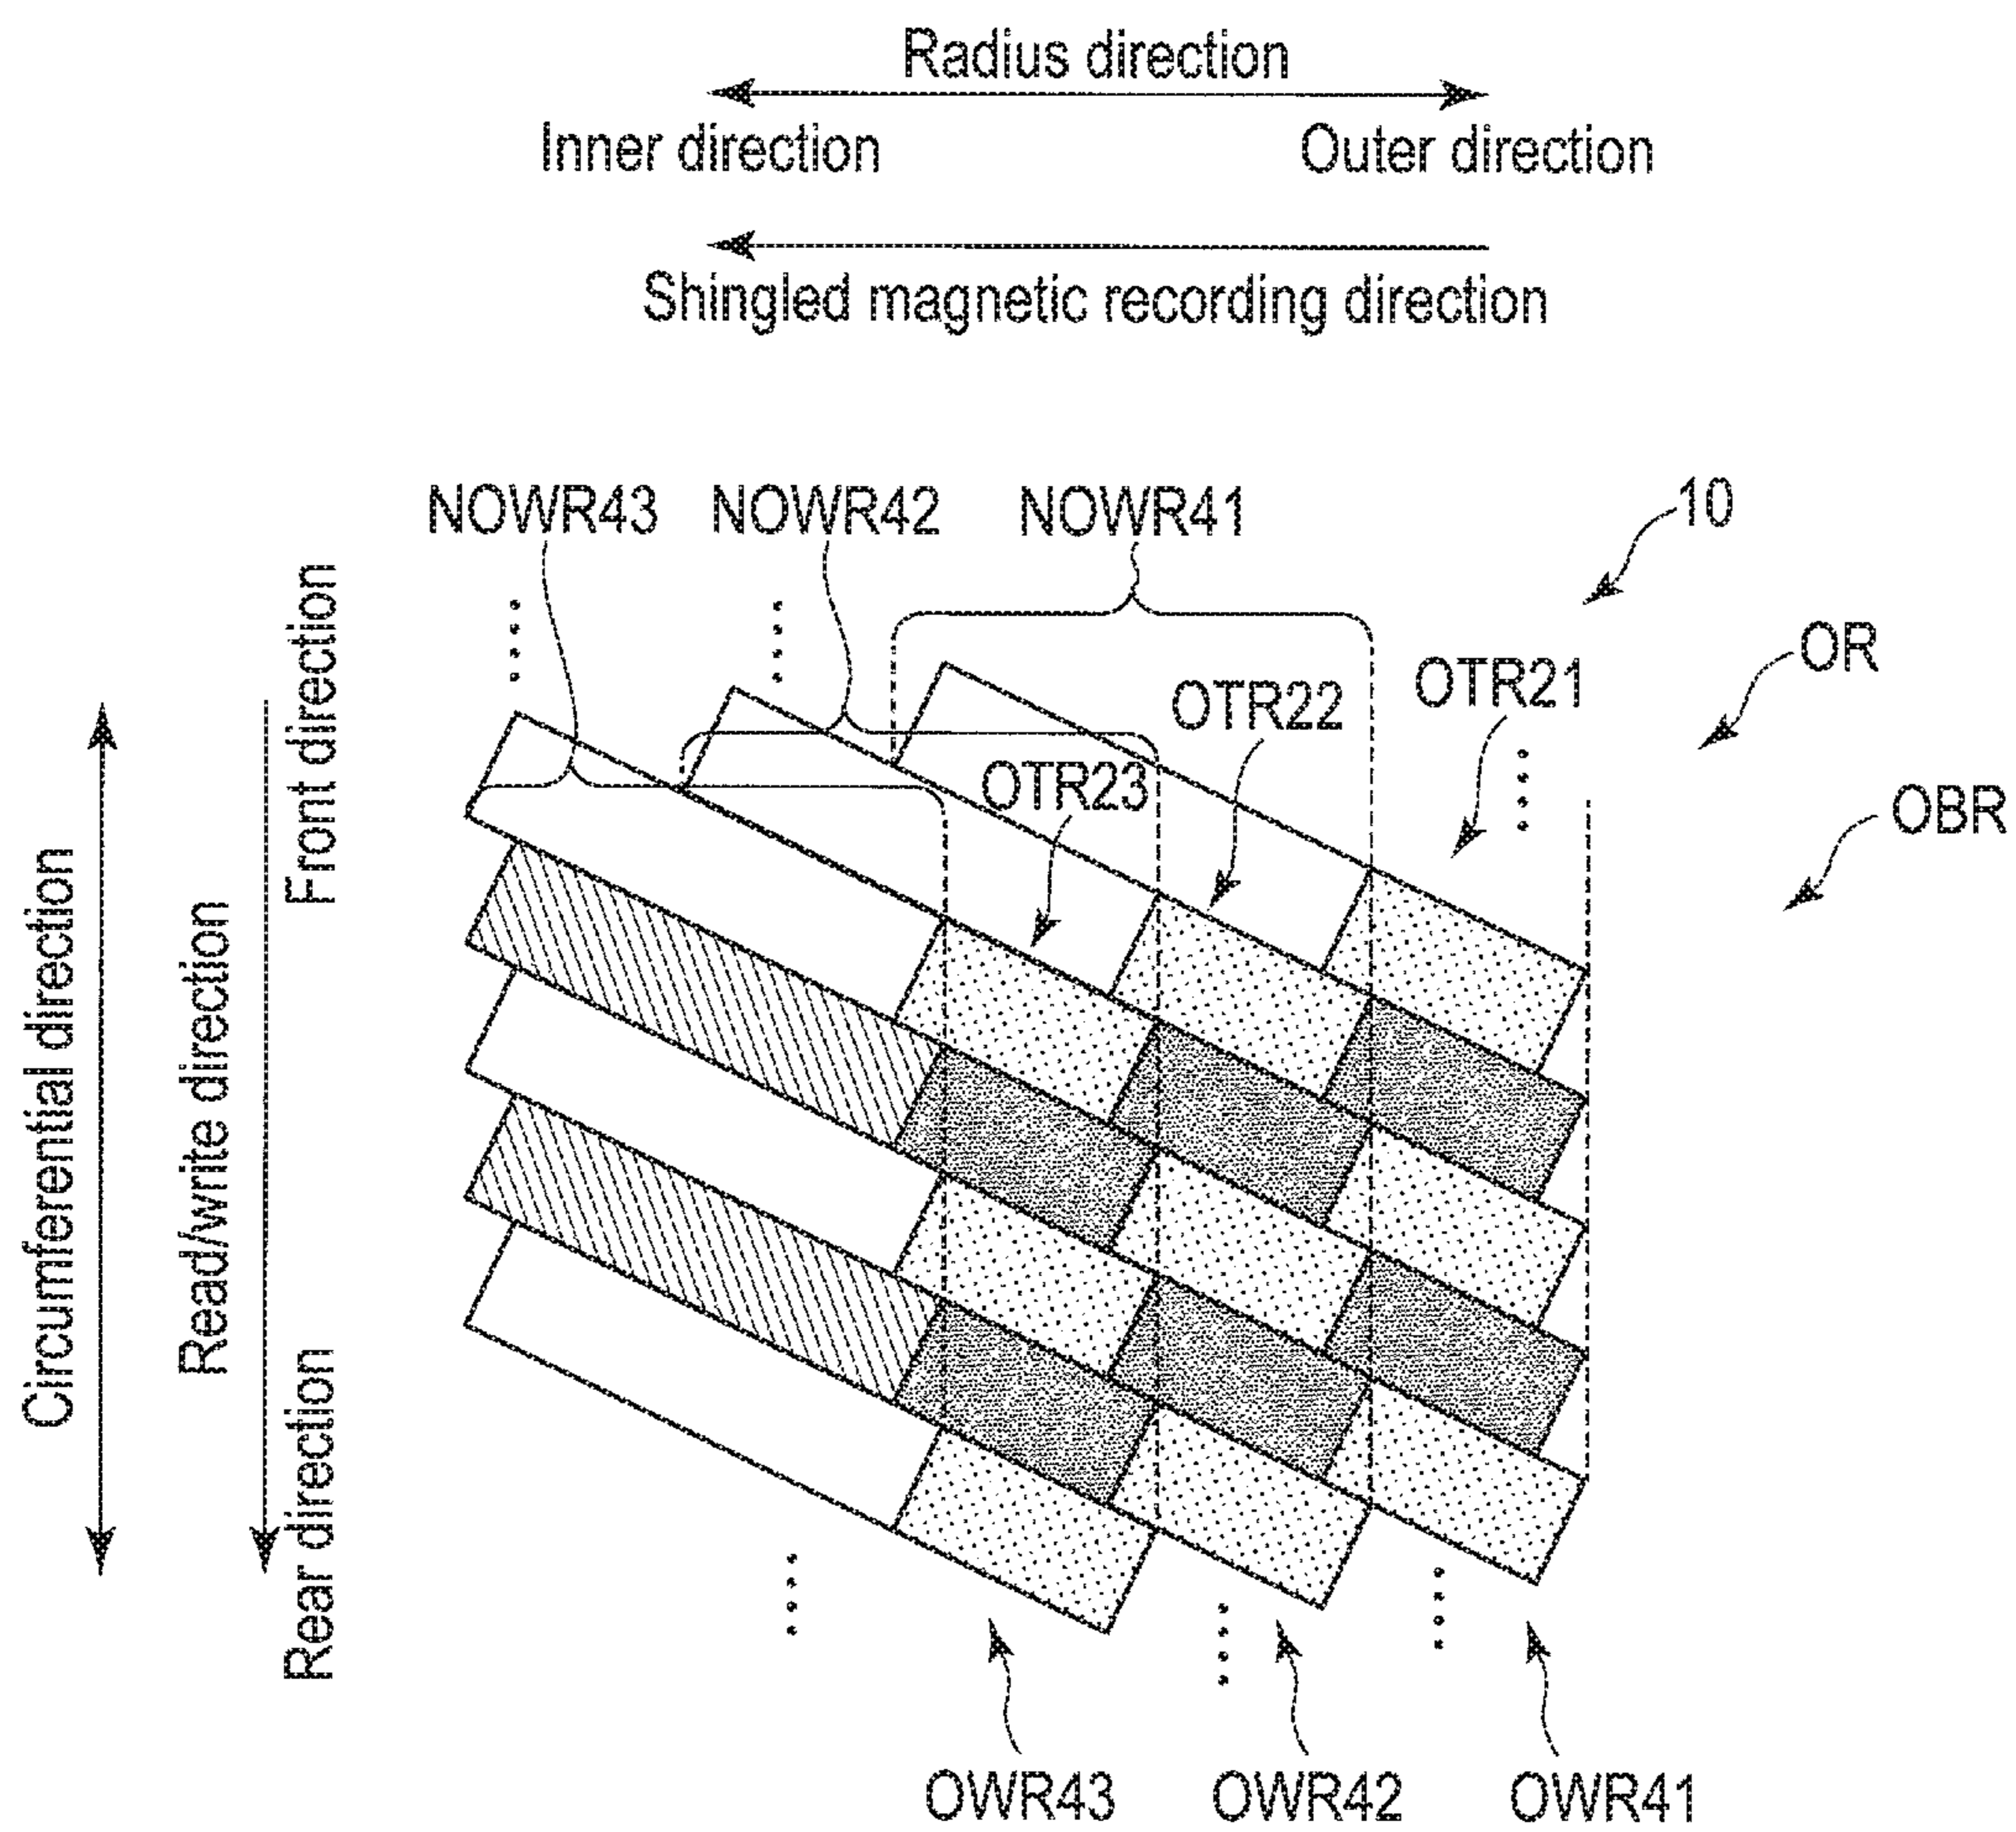 Radius direction
Inner direction
Outer direction
Shingled magnetic recording direction
NOWR43
NOWR42
NOWR41
10
OR
OBR
OTR21
OTR22
OTR23
Circumferential direction
Read/write direction
Front direction
Rear direction
OWR43
OWR42
OWR41